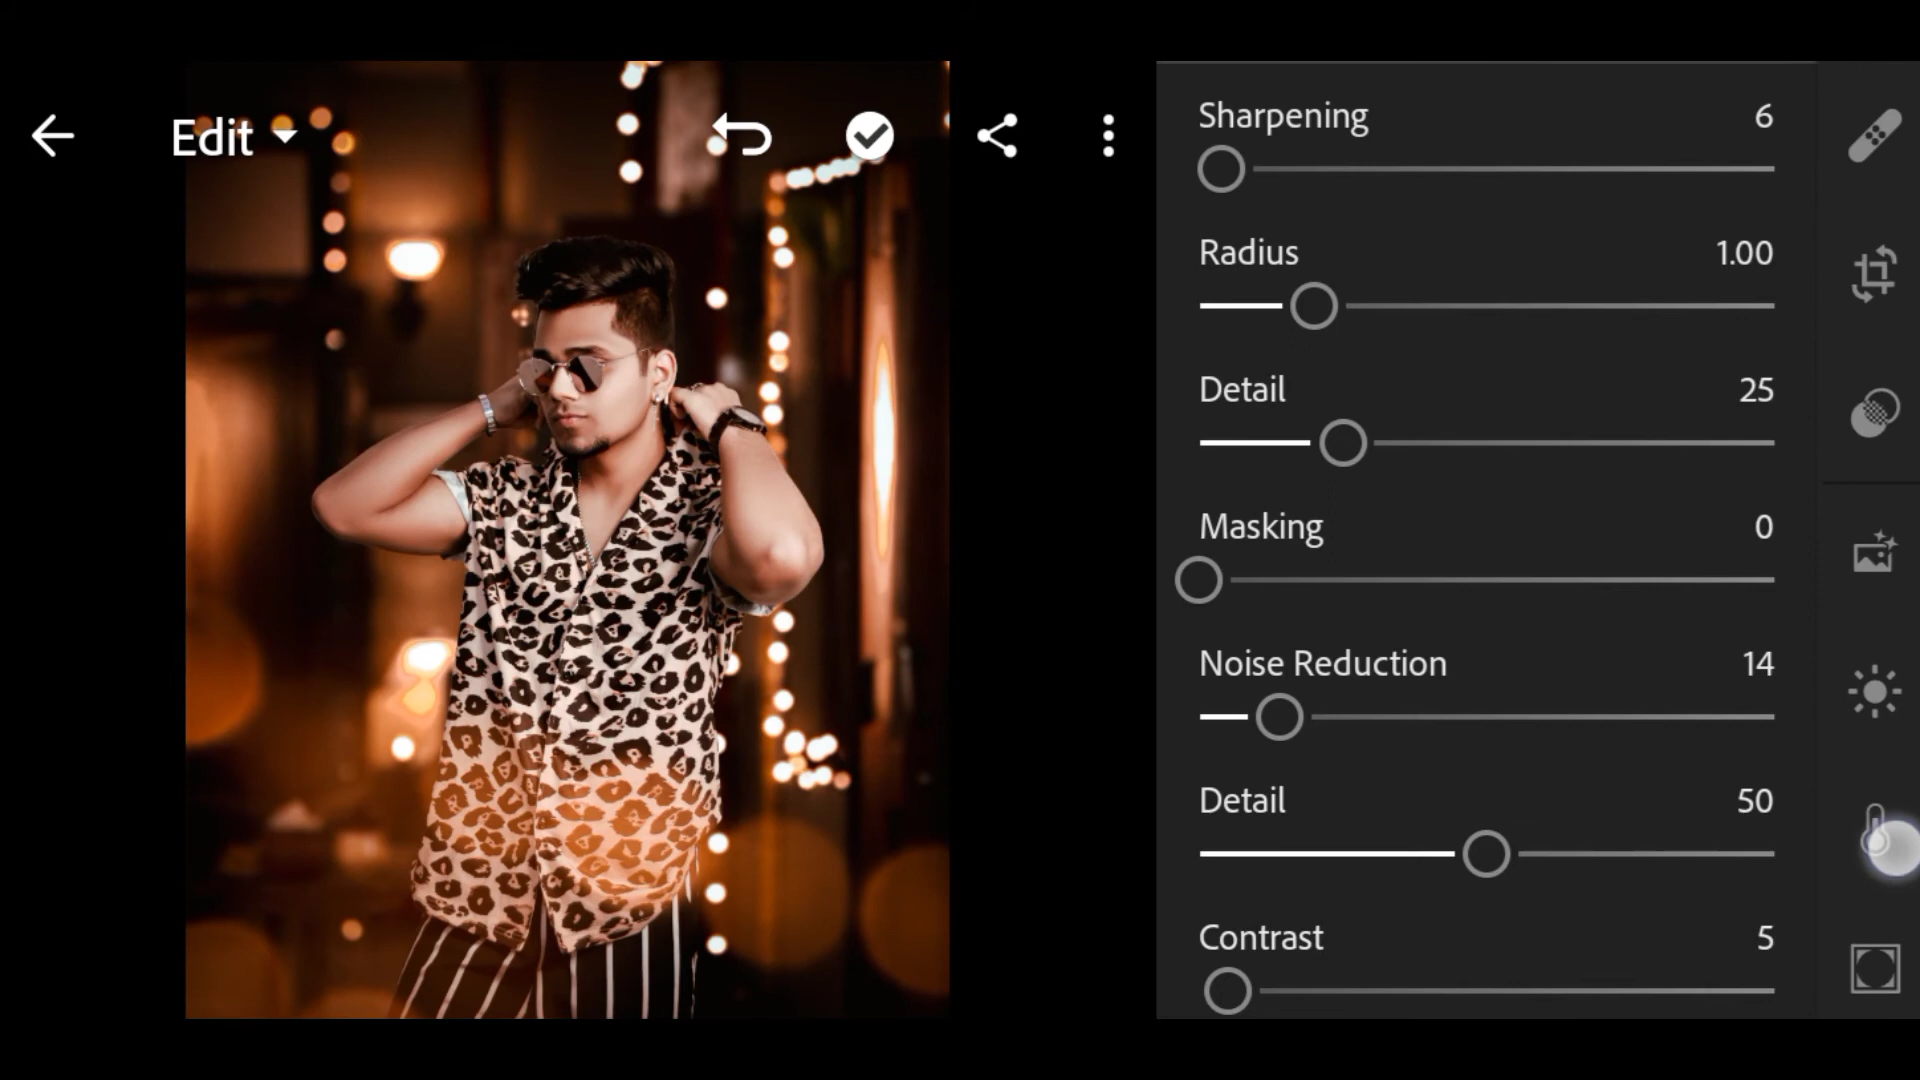 Edit
Sharpening 6
Radius 1.00
Detail 25
Masking 0
Noise Reduction 14
Detail 50
Contrast 5